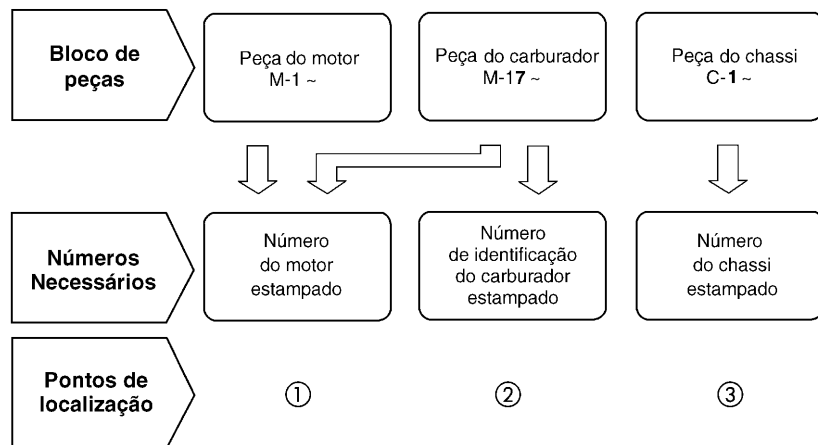 Bloco de
peças
Peça do motor
M-1 ~
Peça do carburador
M-17 ~
Peça do chassi
C-1 ~
Números
Necessários
Número
do motor
estampado
Número
de identificação
do carburador
estampado
Número
do chassi
estampado
Pontos de
localização
①
②
③